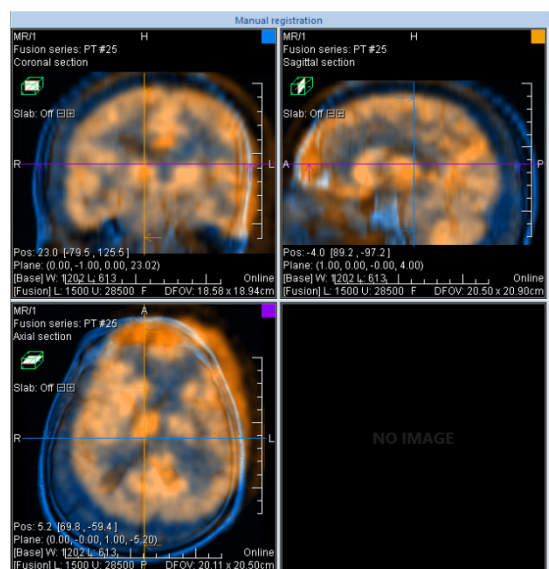 Manual registration
MR/1
H
Fusion series: PT #25
Coronal section
Slab: Off
R
L
Pos: 23.0 [-79.5, 125.5]
Plane: (0.00, -1.00, 0.00, 23.02)
[Base] W: 1202 L: 613
Online
[Fusion] L: 1500 U: 28500 F
DFOV: 18.58 x 18.94cm
MR/1
H
Fusion series: PT #25
Sagittal section
Slab: Off
A
P
Pos: -4.0 [89.2, -97.2]
Plane: (1.00, 0.00, -0.00, 4.00)
[Base] W: 1202 L: 613
Online
[Fusion] L: 1500 U: 28500 F
DFOV: 20.50 x 20.90cm
MR/1
A
Fusion series: PT #25
Axial section
Slab: Off
R
L
Pos: 5.2 [69.8, -59.4]
Plane: (0.00, -0.00, 1.00, -5.20)
[Base] W: 1202 L: 613
Online
[Fusion] L: 1500 U: 28500 F
DFOV: 20.11 x 20.50cm
NO IMAGE